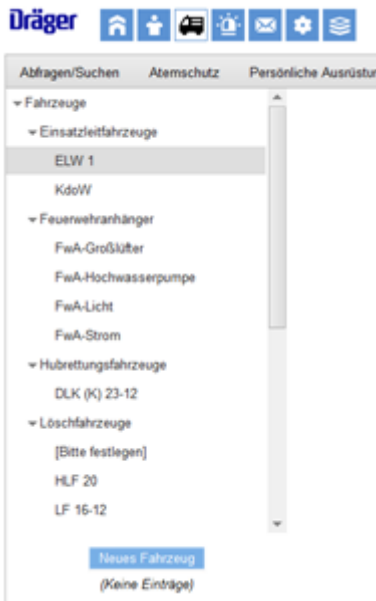 Dräger
Abfragen/Suchen Atemschutz Persönliche Ausrüstur
Fahrzeuge
Einsatzleitfahrzeuge
ELW 1
KdoW
Feuerwehranhänger
FwA-Großlüfter
FwA-Hochwasserpumpe
FwA-Licht
FwA-Strom
Hubrettungsfahrzeuge
DLK (K) 23-12
Löschfahrzeuge
[Bitte festlegen]
HLF 20
LF 16-12
Neues Fahrzeug
(Keine Einträge)